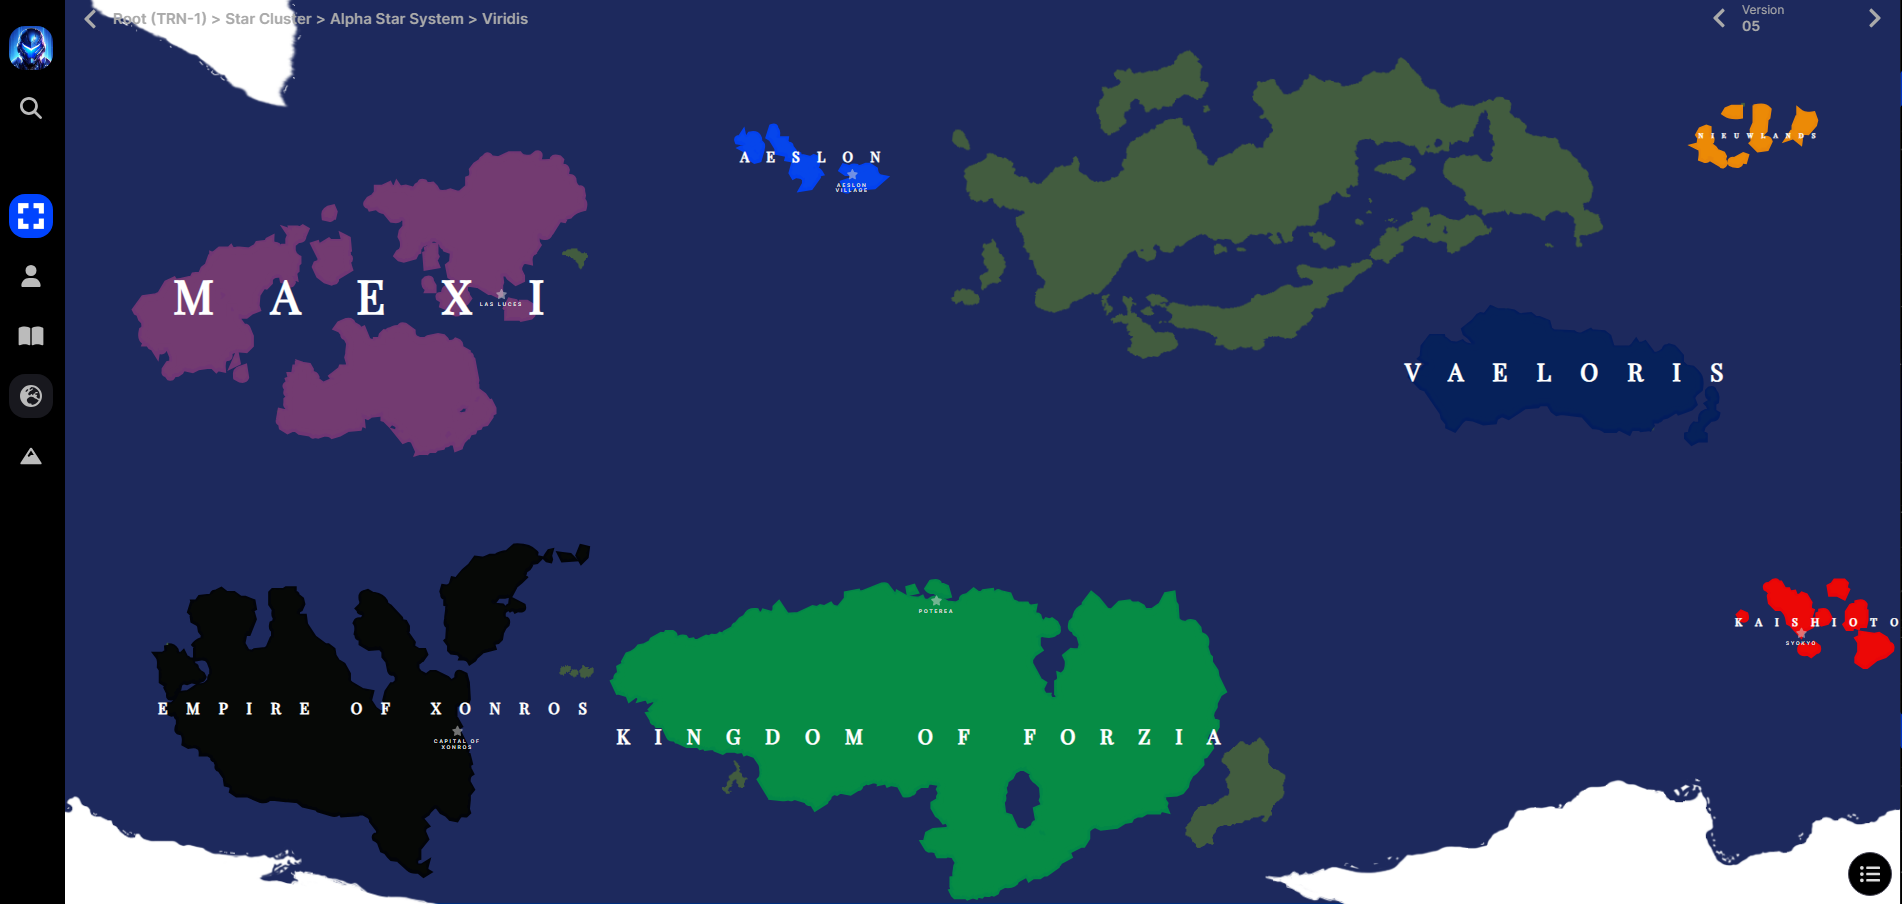 Root (TRN-1) > Star Cluster > Alpha Star System > Viridis
Version
05
NIKUWLANDS
AESLON
AESLON
VILLAGE
MAEXI
LAS LUCES
VAELORIS
POTEREA
KAISHIOTO
SYOKYO
EMPIRE OF XONROS
CAPITAL OF
XONROS
KINGDOM OF FORZIA